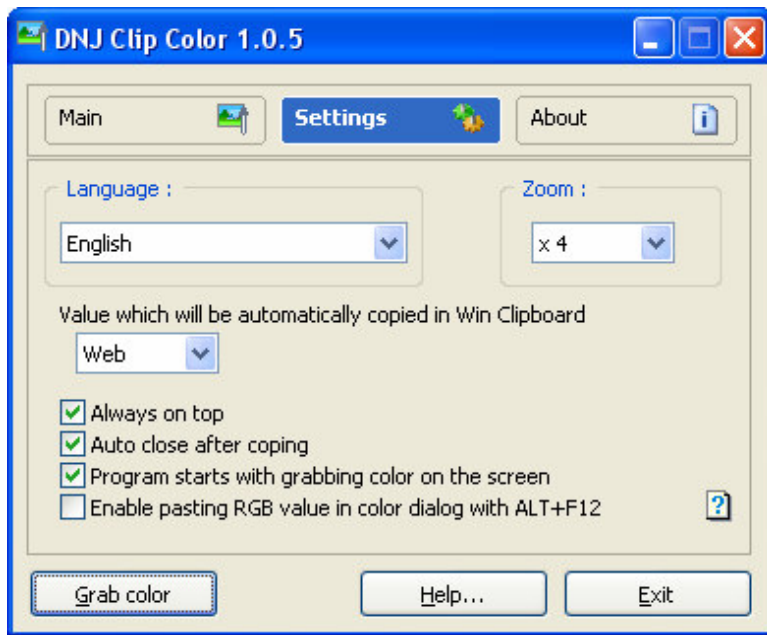 DNJ Clip Color 1.0.5
Main Settings About
Language : Zoom :
English x 4
Value which will be automatically copied in Win Clipboard
Web
Always on top
Auto close after coping
Program starts with grabbing color on the screen
Enable pasting RGB value in color dialog with ALT+F12
Grab color Help... Exit